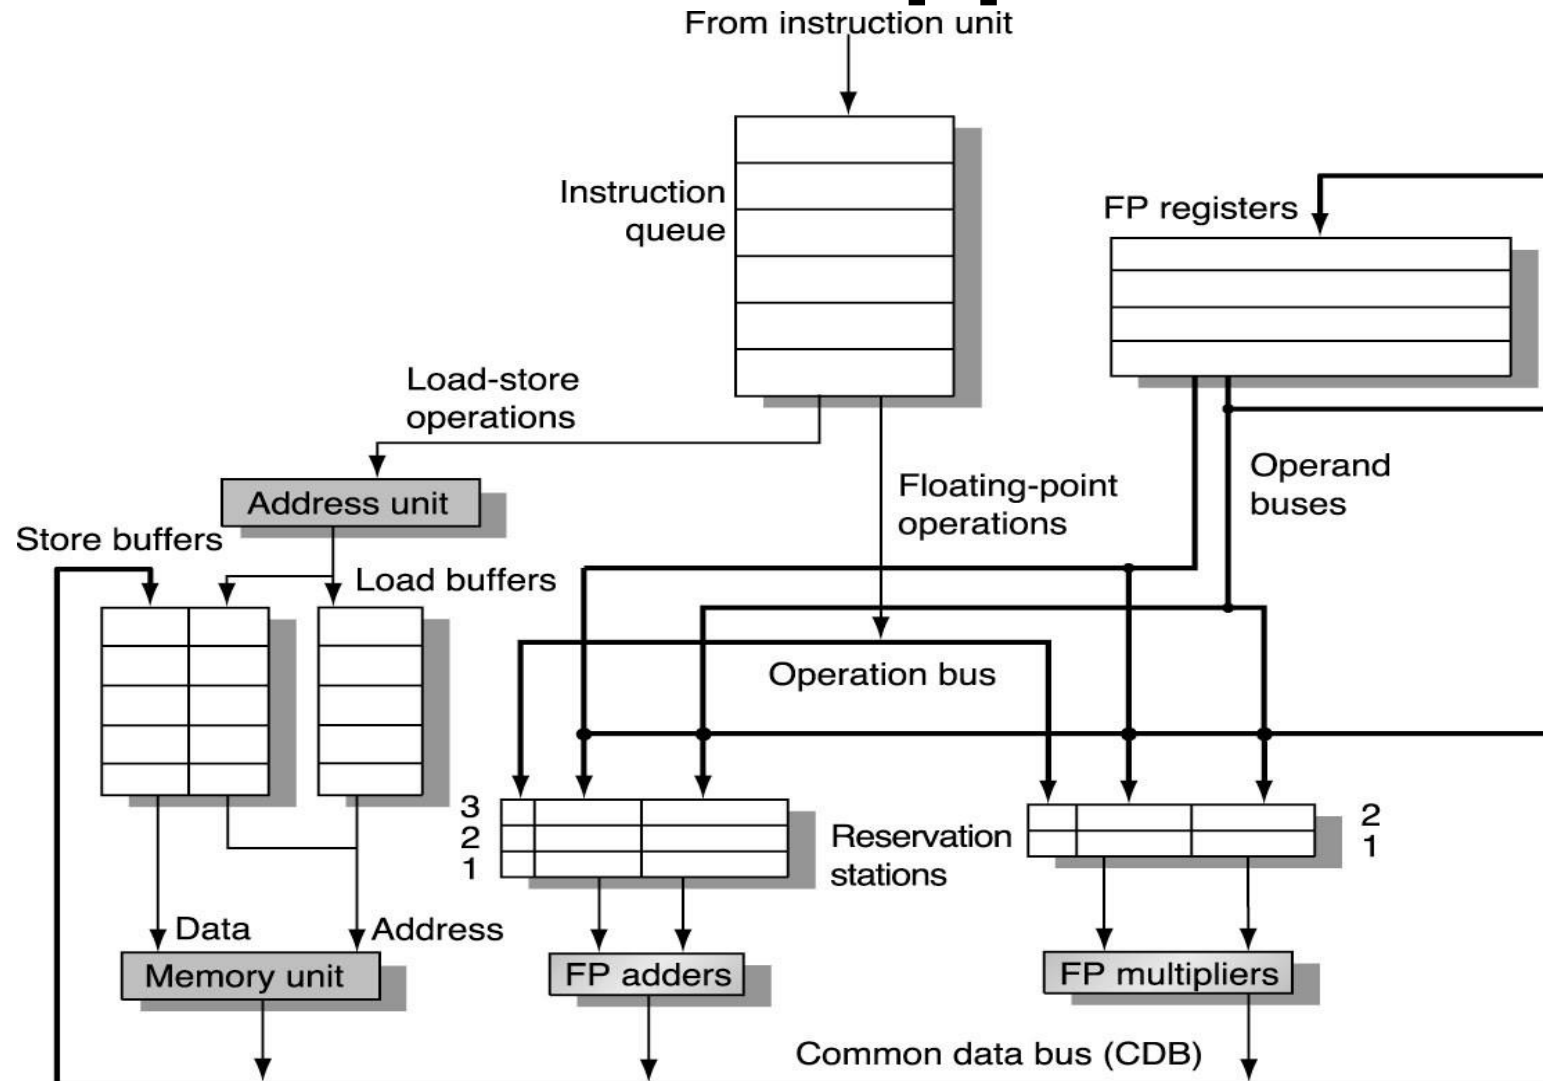 From instruction unit
Instruction
queue
FP registers
Load-store
operations
Address unit
Floating-point
operations
Operand
buses
Store buffers
Load buffers
Operation bus
3
2
1
Reservation
stations
2
1
Data
Address
Memory unit
FP adders
FP multipliers
Common data bus (CDB)